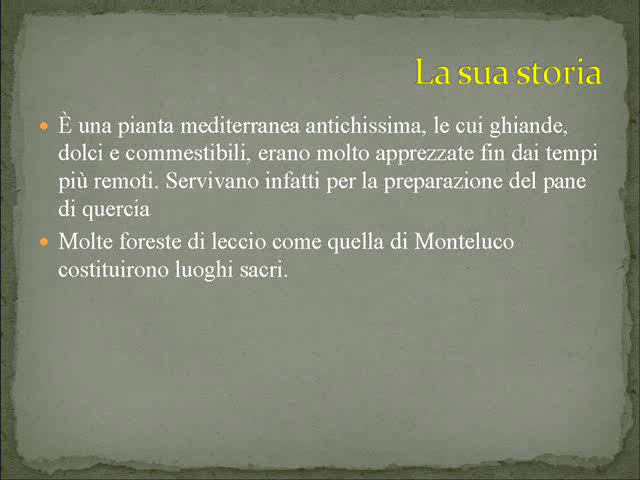 La sua storia
È una pianta mediterranea antichissima, le cui ghiande,
dolci e commestibili, erano molto apprezzate fin dai tempi
più remoti. Servivano infatti per la preparazione del pane
di quercia
Molte foreste di leccio come quella di Monteluco
costituirono luoghi sacri.